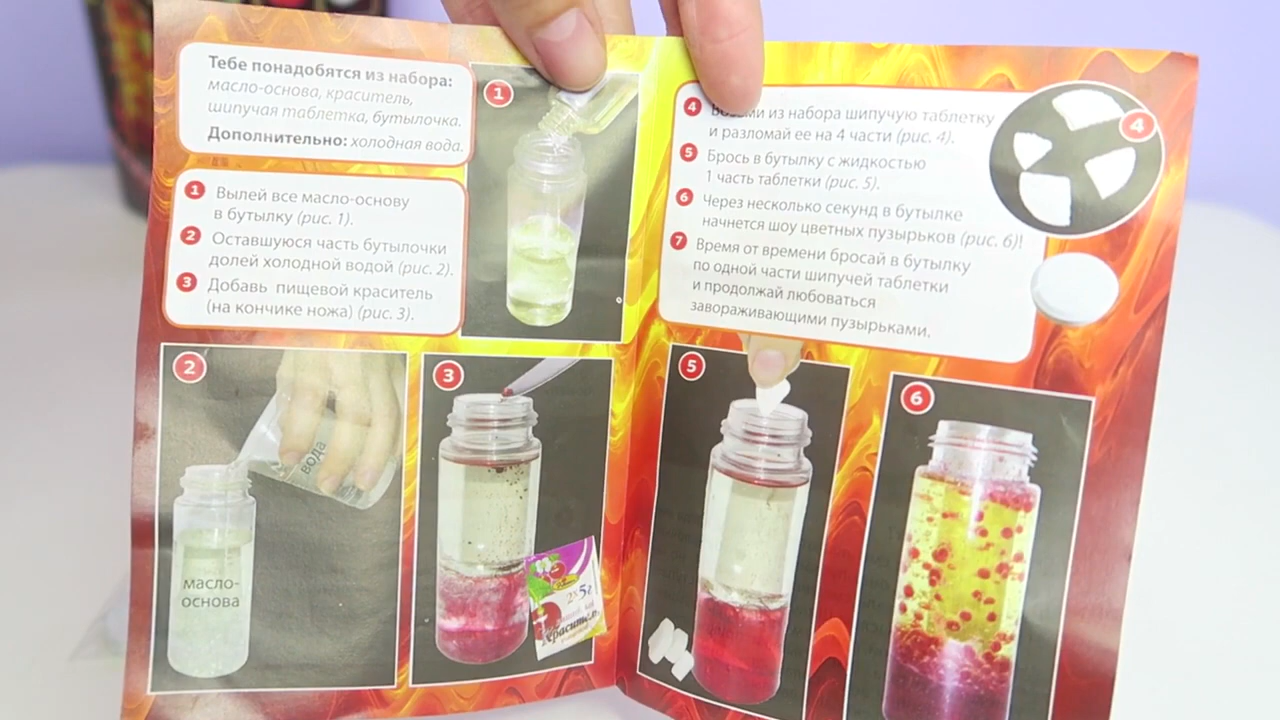 Тебе понадобятся из набора:
масло-основа, краситель,
шипучая таблетка, бутылочка.
Дополнительно: холодная вода.
1 Вылей все масло-основу
в бутылку (рис. 1).
2 Оставшуюся часть бутылочки
долей холодной водой (рис. 2).
3 Добавь пищевой краситель
(на кончике ножа) (рис. 3).
1
2
вода
масло-
основа
3
2x5г
Краситель
4 Возьми из набора шипучую таблетку
и разломай ее на 4 части (рис. 4).
5 Брось в бутылку с жидкостью
1 часть таблетки (рис. 5).
6 Через несколько секунд в бутылке
начнется шоу цветных пузырьков (рис. 6)!
7 Время от времени бросай в бутылку
по одной части шипучей таблетки
и продолжай любоваться
завораживающими пузырьками.
4
5
6